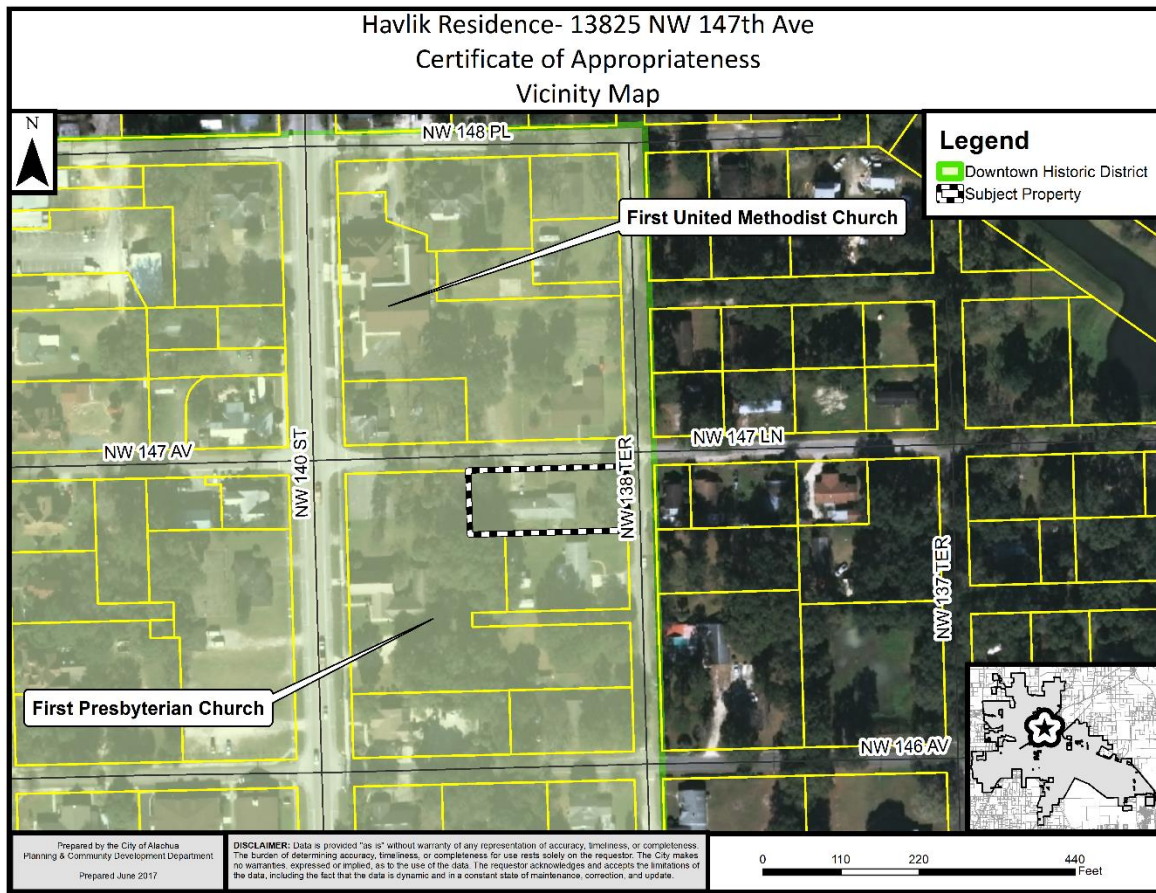 Havlik Residence- 13825 NW 147th Ave
Certificate of Appropriateness
Vicinity Map
N
NW 148 PL
Legend
Downtown Historic District
Subject Property
First United Methodist Church
NW 147 AV
NW 140 ST
NW 138 TER
NW 147 LN
NW 137 TER
First Presbyterian Church
NW 146 AV
Prepared by the City of Alachua
Planning & Community Development Department
Prepared June 2017
DISCLAIMER: Data is provided "as is" without warranty of any representation of accuracy, timeliness, or completeness.
The burden of determining accuracy, timeliness, or completeness for use rests solely on the requestor. The City makes
no warranties, expressed or implied, as to the use of the data. The requestor acknowledges and accepts the limitations of
the data, including the fact that the data is dynamic and in a constant state of maintenance, correction, and update.
0 110 220 440
Feet